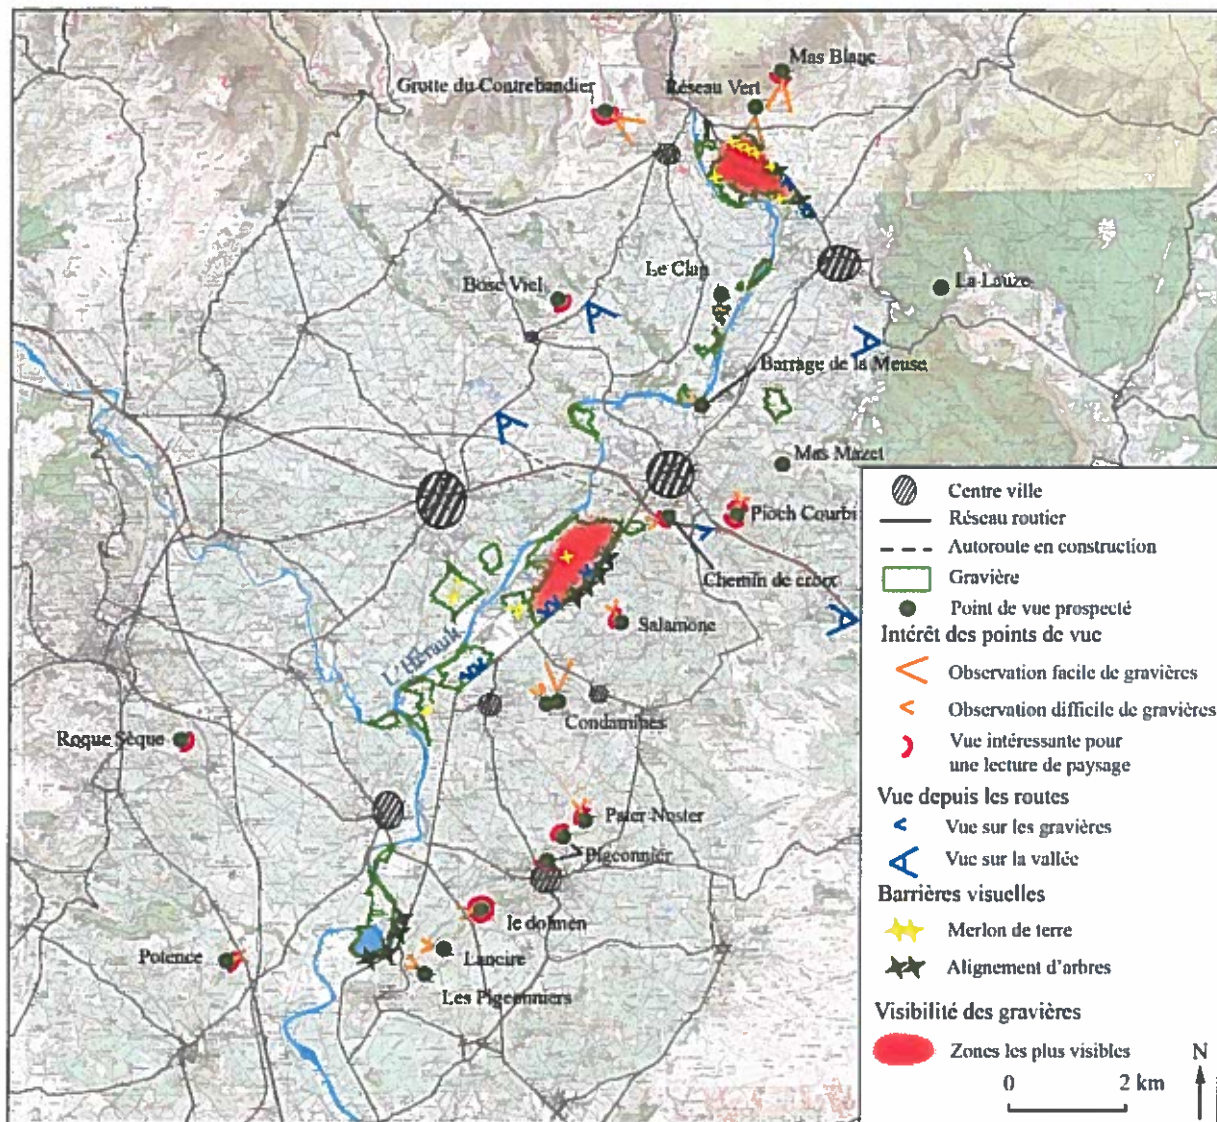 Mas Blanc
Grotte du Contrebandier
Réseau Vert
Le Clap
La Lauze
Bosc Viel
Barrage de la Meuse
Mas Mazet
Pioch Courbi
Chemin de croix
Salamone
L'Hérault
Condamines
Roque Sèque
Pater Noster
Pigeonnier
le dolmen
Potence
Lancire
Les Pigeonniers
Centre ville
Réseau routier
Autoroute en construction
Gravière
Point de vue prospecté
Intérêt des points de vue
Observation facile de gravières
Observation difficile de gravières
Vue intéressante pour
une lecture de paysage
Vue depuis les routes
Vue sur les gravières
Vue sur la vallée
Barrières visuelles
Merlon de terre
Alignement d'arbres
Visibilité des gravières
Zones les plus visibles
N
0 2 km